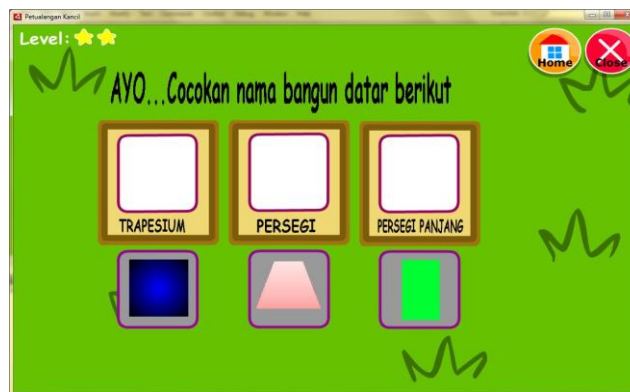 Petualangan Kancil
Level:
Home
Close
AYO...Cocokan nama bangun datar berikut
TRAPESIUM
PERSEGI
PERSEGI PANJANG